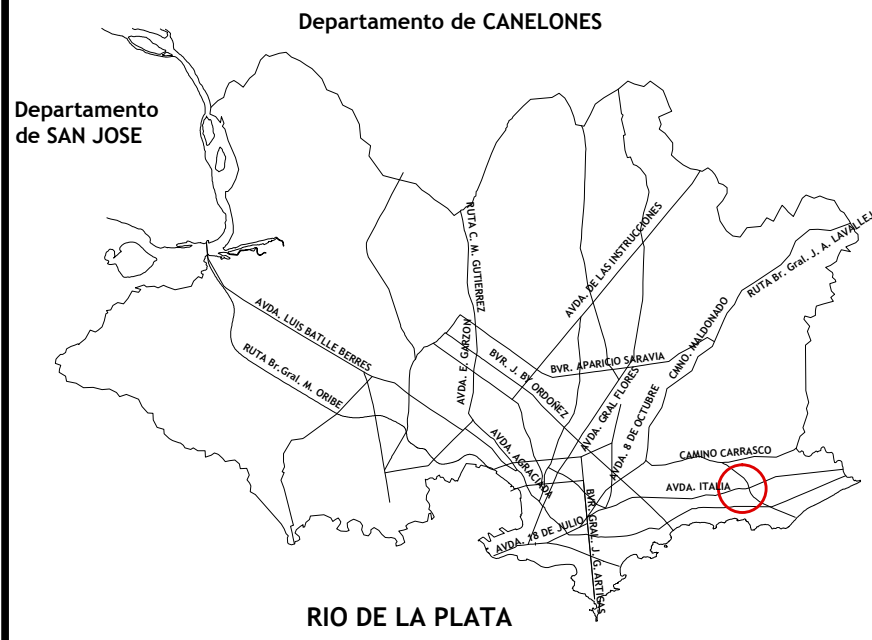 Departamento de CANELONES
Departamento
de SAN JOSE
RUTA C. M. GUTIERREZ
AVDA. DE LAS INSTRUCCIONES
RUTA Br. Gral. J. A. LAVALLEJ
AVDA. LUIS BATLLE BERRES
RUTA Br.Gral. M. ORIBE
AVDA. E. GARZON
BVR. J. BY ORDOÑEZ
BVR. APARICIO SARAVIA
CMNO. MALDONADO
AVDA. GRAL FLORES
AVDA. 8 DE OCTUBRE
AVDA. AGRACIADA
CAMINO CARRASCO
AVDA. ITALIA
AVDA. 18 DE JULIO
BVR. GRAL. J. G. ARTIGAS
RIO DE LA PLATA